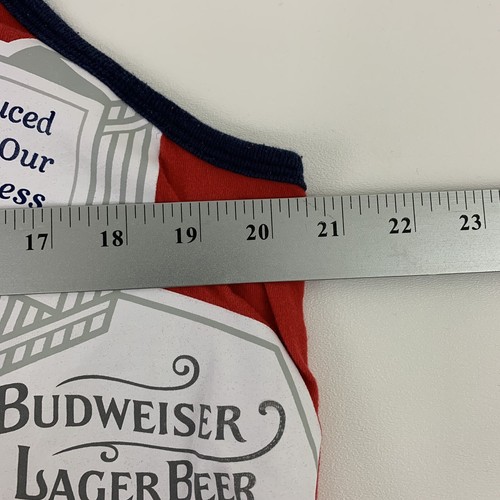 uced
Our
ess
17 18 19 20 21 22 23
BUDWEISER
LAGER BEER